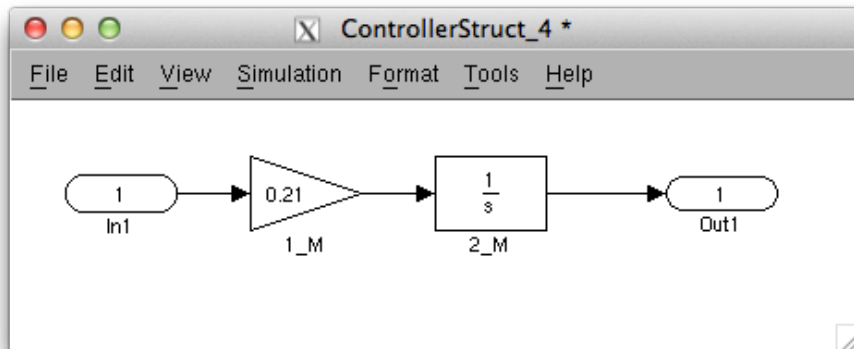 X ControllerStruct_4 *
File Edit View Simulation Format Tools Help
1 0.21 1 1
s
In1 Out1
1_M 2_M